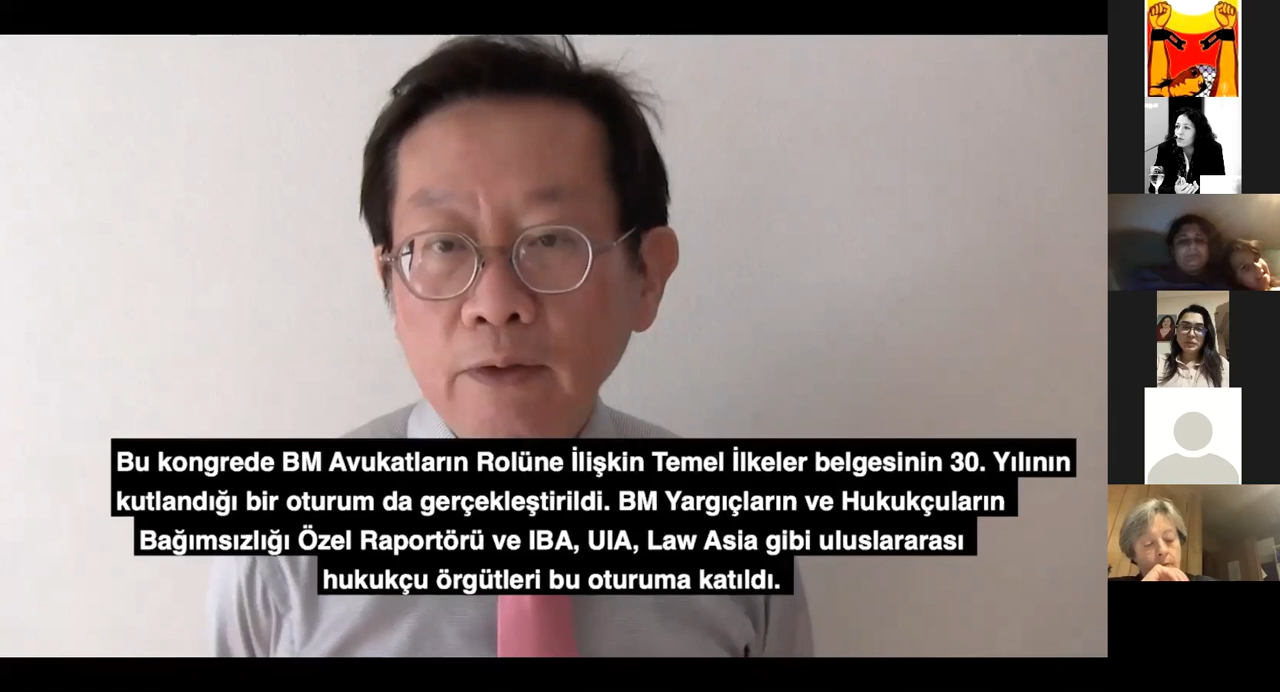 Bu kongrede BM Avukatların Rolüne İlişkin Temel İlkeler belgesinin 30. Yılının
kutlandığı bir oturum da gerçekleştirildi. BM Yargıçların ve Hukukçuların
Bağımsızlığı Özel Raportörü ve IBA, UIA, Law Asia gibi uluslararası
hukukçu örgütleri bu oturuma katıldı.